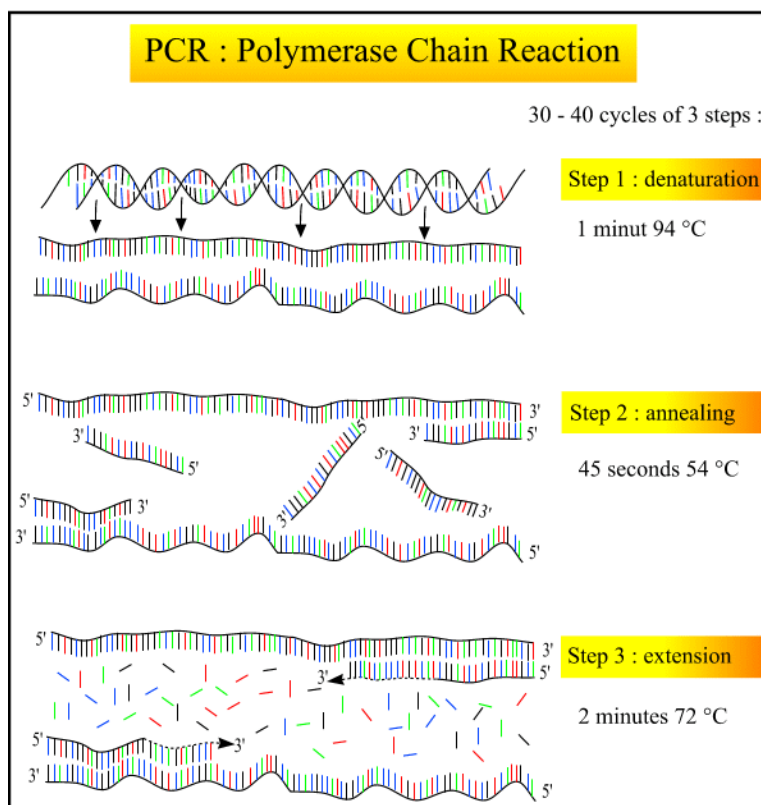 PCR : Polymerase Chain Reaction
30 - 40 cycles of 3 steps :
Step 1 : denaturation
1 minut 94 °C
5'
3'
Step 2 : annealing
3'
5'
3'
5'
5'
45 seconds 54 °C
5'
3'
3'
3'
3'
5'
5'
3'
Step 3 : extension
3'
5'
2 minutes 72 °C
5'
3'
3'
5'